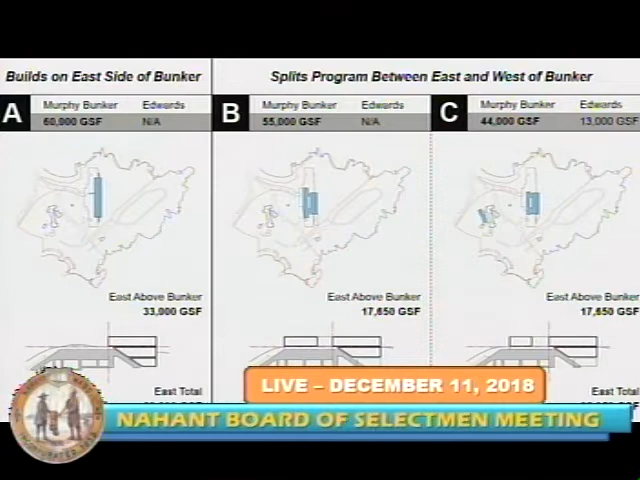 Builds on East Side of Bunker
Splits Program Between East and West of Bunker
A
Murphy Bunker Edwards
60,000 GSF N/A
B
Murphy Bunker Edwards
55,000 GSF N/A
C
Murphy Bunker Edwards
44,000 GSF 13,000 GSF
East Above Bunker
33,000 GSF
East Above Bunker
17,650 GSF
East Above Bunker
17,650 GSF
East Total
East Total
LIVE – DECEMBER 11, 2018
NAHANT BOARD OF SELECTMEN MEETING